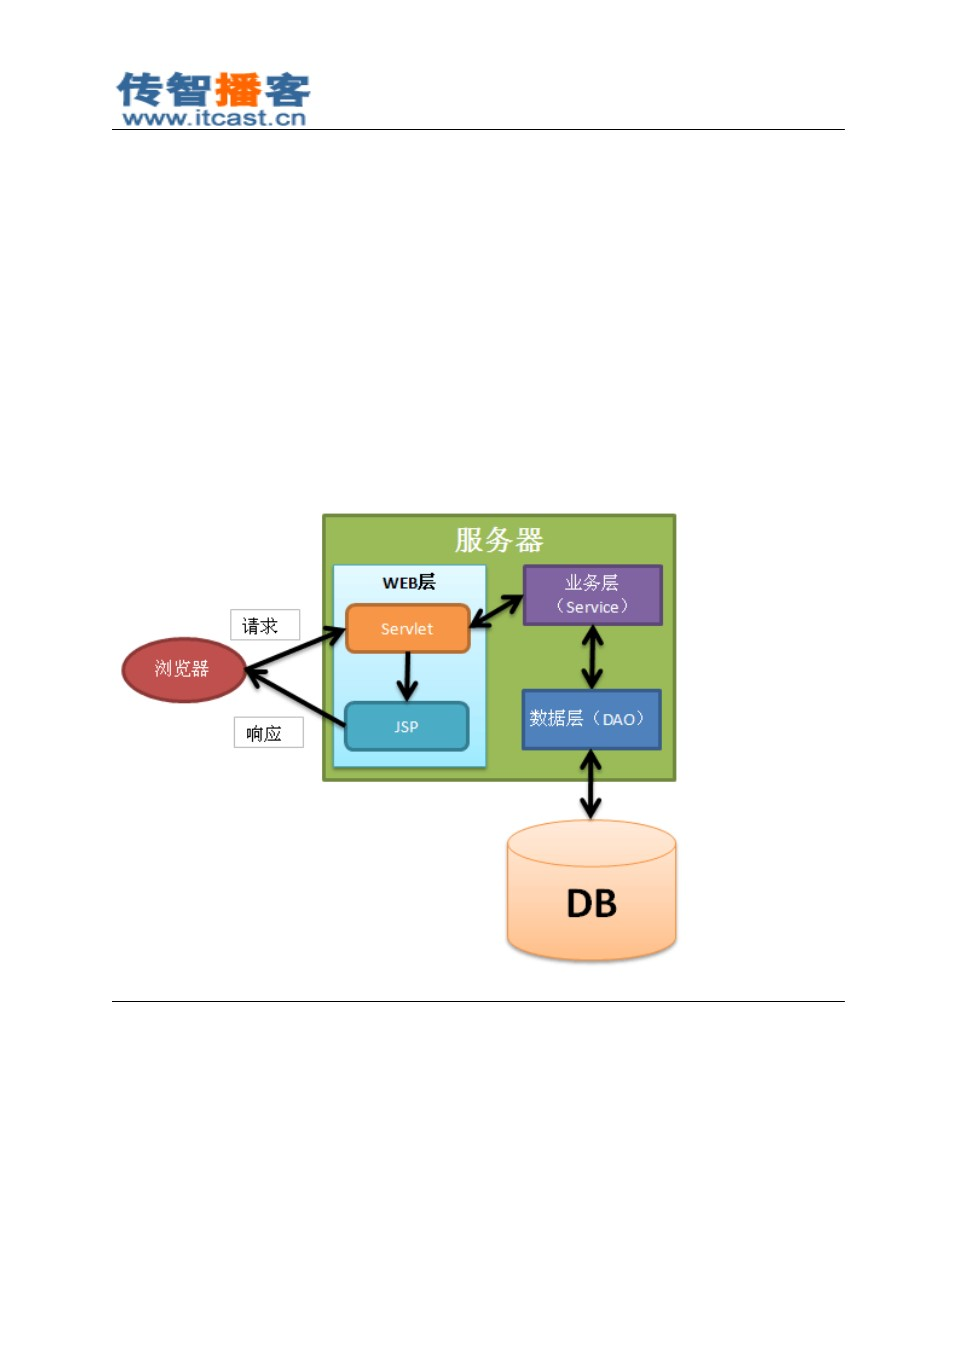 传智播客
www.itcast.cn
服务器
WEB层
业务层
（Service）
Servlet
请求
浏览器
数据层（DAO）
JSP
响应
DB